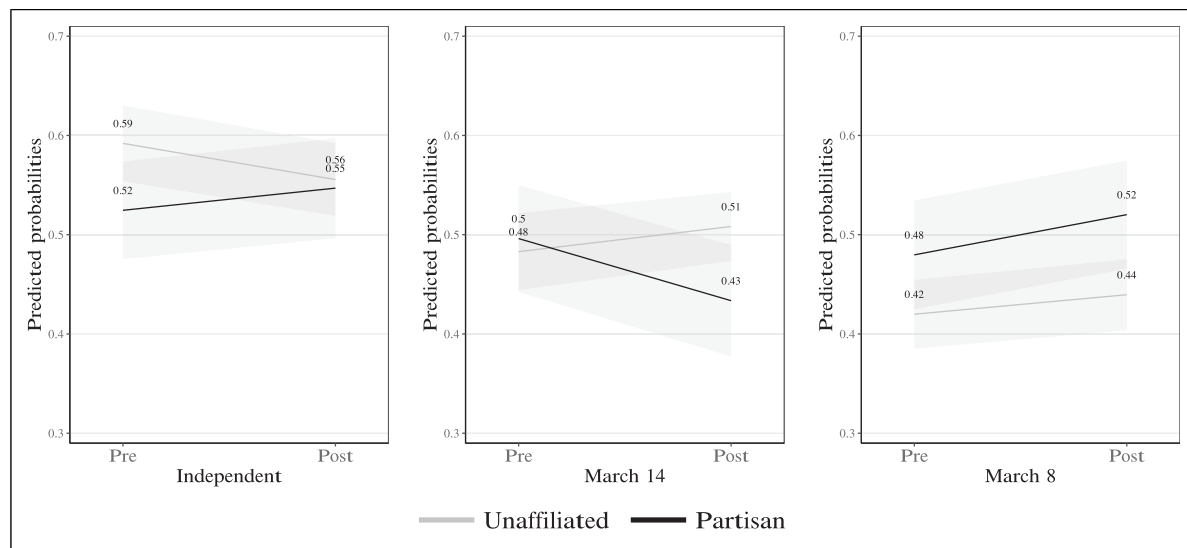 Predicted probabilities
0.7
0.6
0.5
0.4
0.3
0.59
0.52
0.56
0.55
Pre
Post
Independent
Predicted probabilities
0.7
0.6
0.5
0.4
0.3
0.5
0.48
0.51
0.43
Pre
Post
March 14
Predicted probabilities
0.7
0.6
0.5
0.4
0.3
0.48
0.42
0.52
0.44
Pre
Post
March 8
Unaffiliated Partisan